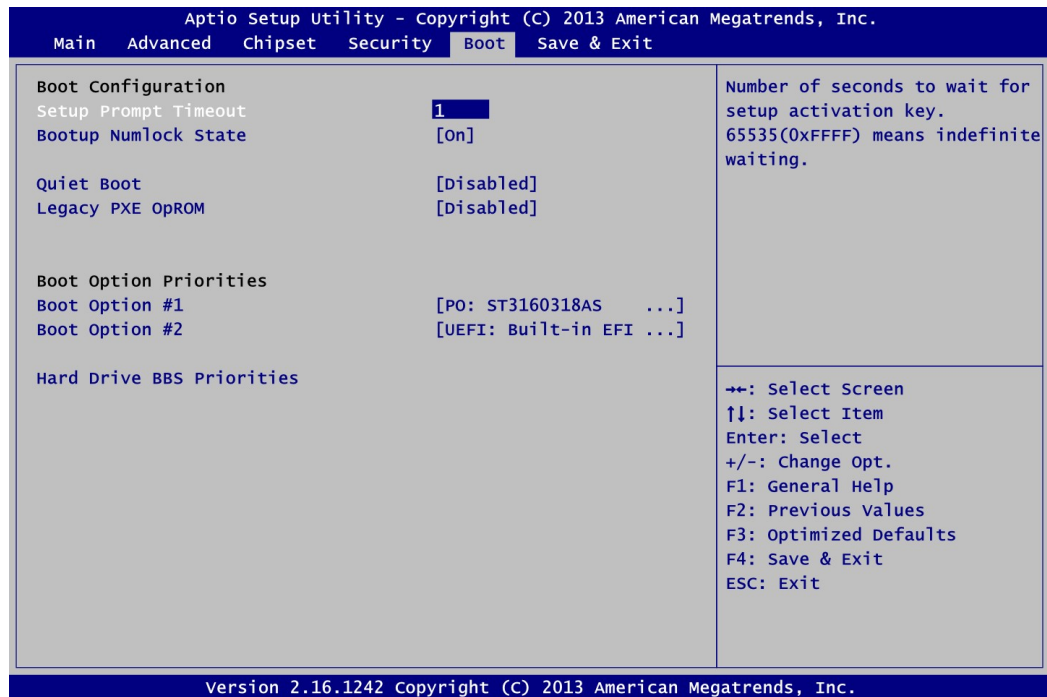 Aptio Setup Utility - Copyright (C) 2013 American Megatrends, Inc.
Main Advanced Chipset Security Boot Save & Exit
Boot Configuration
Setup Prompt Timeout 1
Bootup Numlock State [On]
Quiet Boot [Disabled]
Legacy PXE OpROM [Disabled]
Boot Option Priorities
Boot Option #1 [PO: ST3160318AS ...]
Boot Option #2 [UEFI: Built-in EFI ...]
Hard Drive BBS Priorities
Number of seconds to wait for
setup activation key.
65535(0xFFFF) means indefinite
waiting.
→←: Select Screen
↑↓: Select Item
Enter: Select
+/-: Change Opt.
F1: General Help
F2: Previous Values
F3: Optimized Defaults
F4: Save & Exit
ESC: Exit
Version 2.16.1242 Copyright (C) 2013 American Megatrends, Inc.